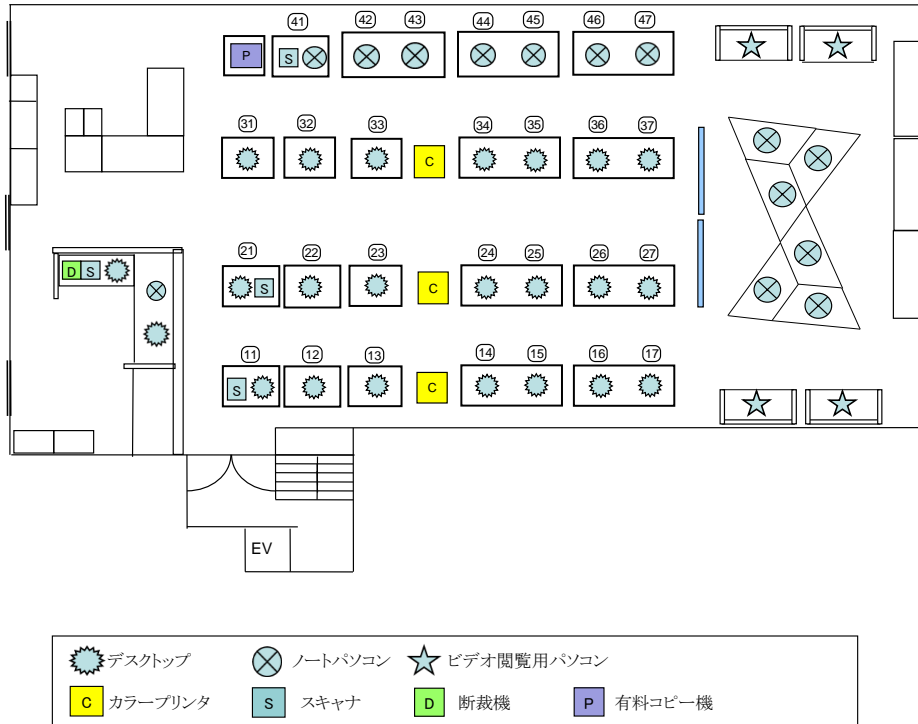 41 42 43 44 45 46 47
P S
31 32 33 34 35 36 37
C
21 22 23 24 25 26 27
D S S C
11 12 13 14 15 16 17
S C
EV
デスクトップ ノートパソコン ビデオ閲覧用パソコン
C カラープリンタ S スキャナ D 断裁機 P 有料コピー機